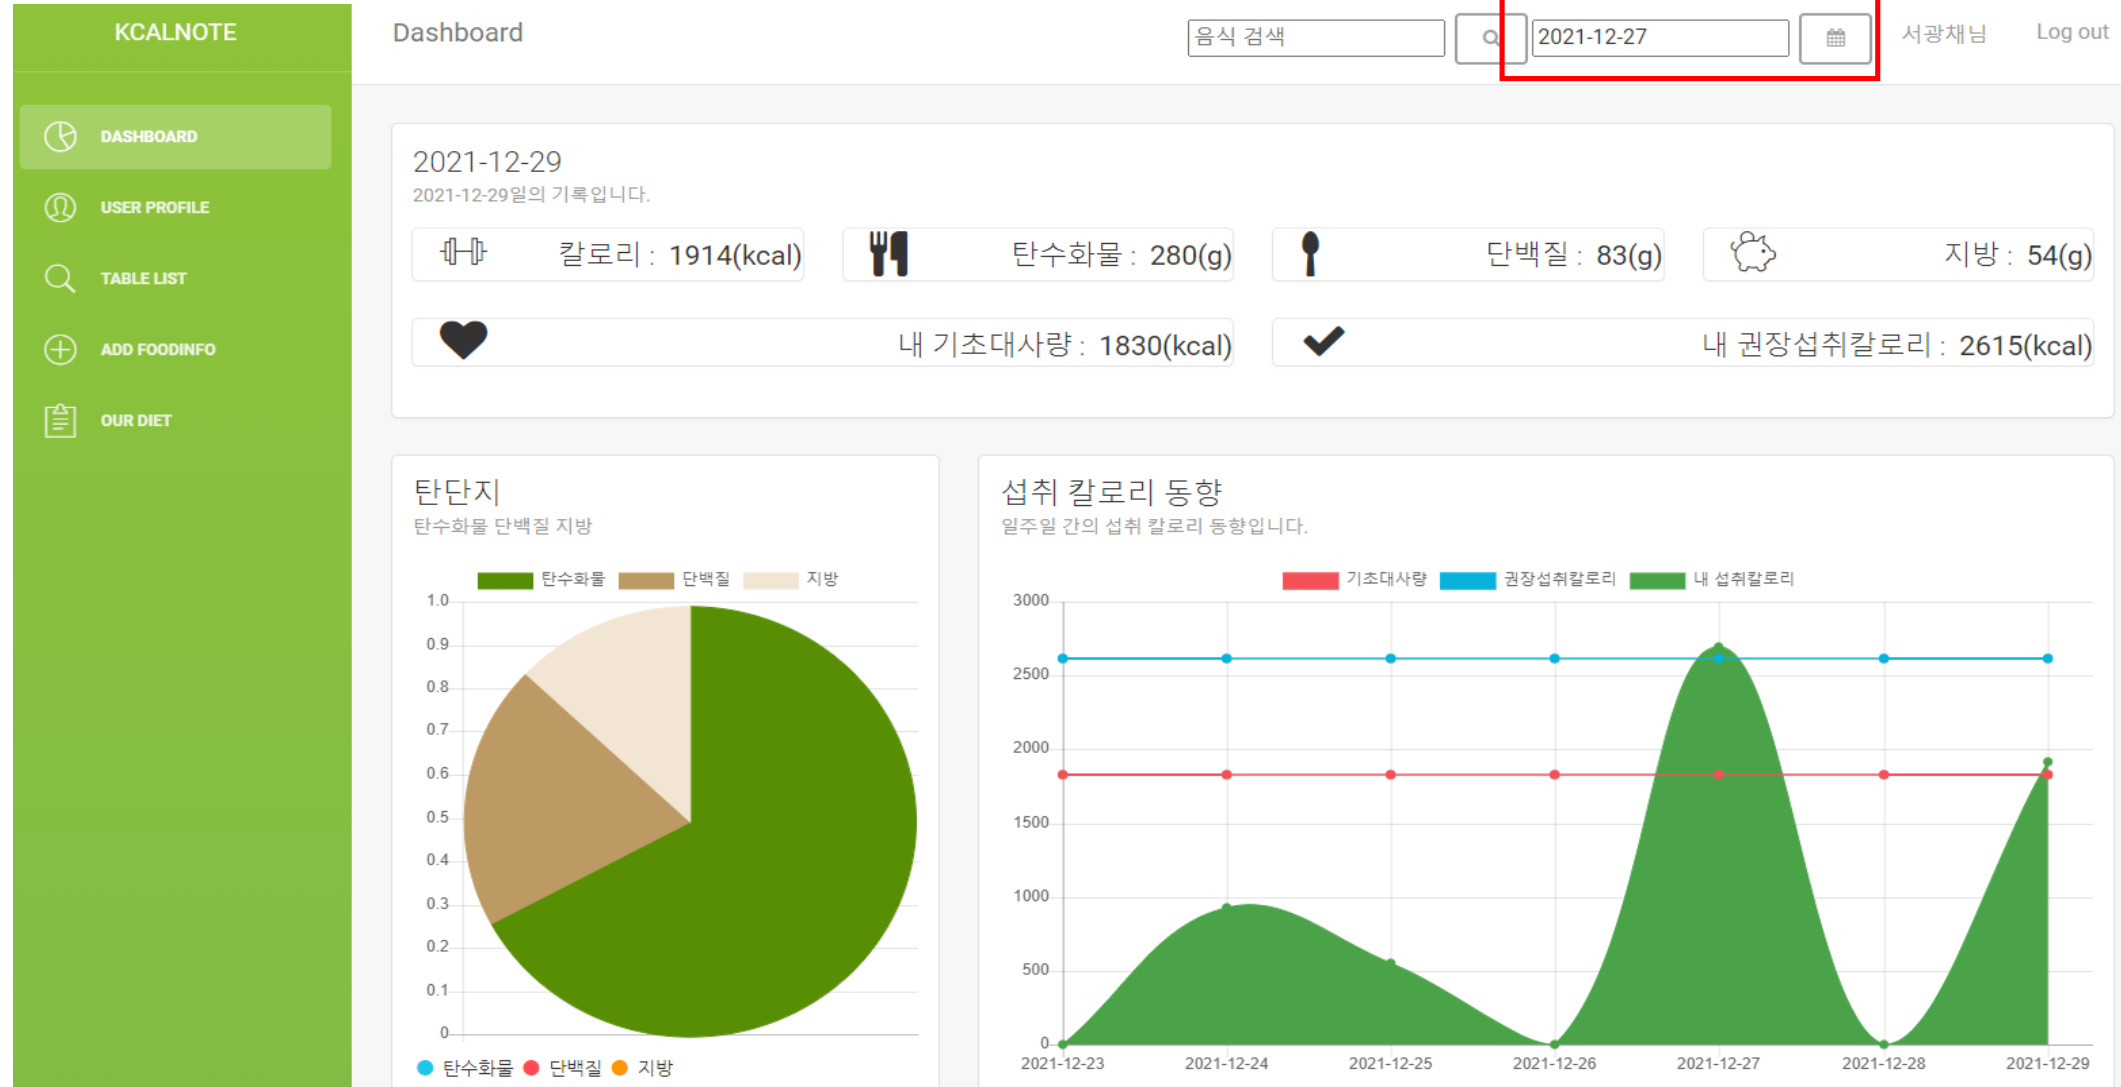 KCALNOTE
Dashboard
음식 검색
2021-12-27
서광채님
Log out
DASHBOARD
USER PROFILE
TABLE LIST
ADD FOODINFO
OUR DIET
2021-12-29
2021-12-29일의 기록입니다.
칼로리 : 1914(kcal)
탄수화물 : 280(g)
단백질 : 83(g)
지방 : 54(g)
내 기초대사량 : 1830(kcal)
내 권장섭취칼로리 : 2615(kcal)
탄단지
탄수화물 단백질 지방
탄수화물 단백질 지방
1.0
0.9
0.8
0.7
0.6
0.5
0.4
0.3
0.2
0.1
0
탄수화물 단백질 지방
섭취 칼로리 동향
일주일 간의 섭취 칼로리 동향입니다.
기초대사량 권장섭취칼로리 내 섭취칼로리
3000
2500
2000
1500
1000
500
0
2021-12-23 2021-12-24 2021-12-25 2021-12-26 2021-12-27 2021-12-28 2021-12-29